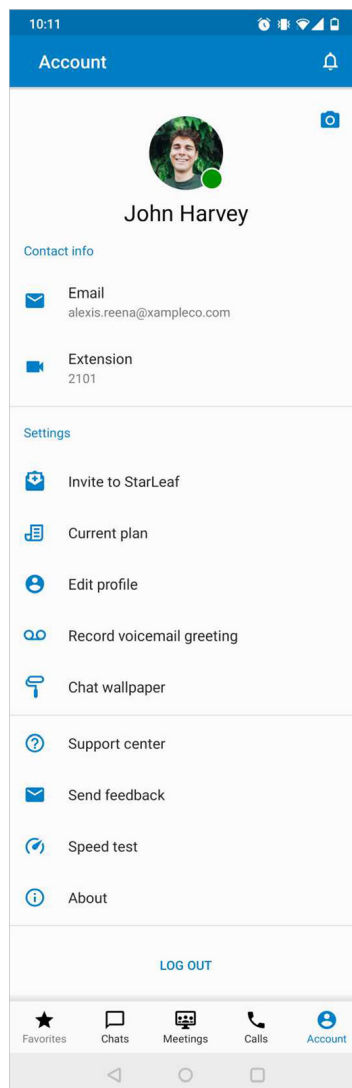 10:11
Account
John Harvey
Contact info
Email
alexis.reena@xampleco.com
Extension
2101
Settings
Invite to StarLeaf
Current plan
Edit profile
Record voicemail greeting
Chat wallpaper
Support center
Send feedback
Speed test
About
LOG OUT
Favorites
Chats
Meetings
Calls
Account